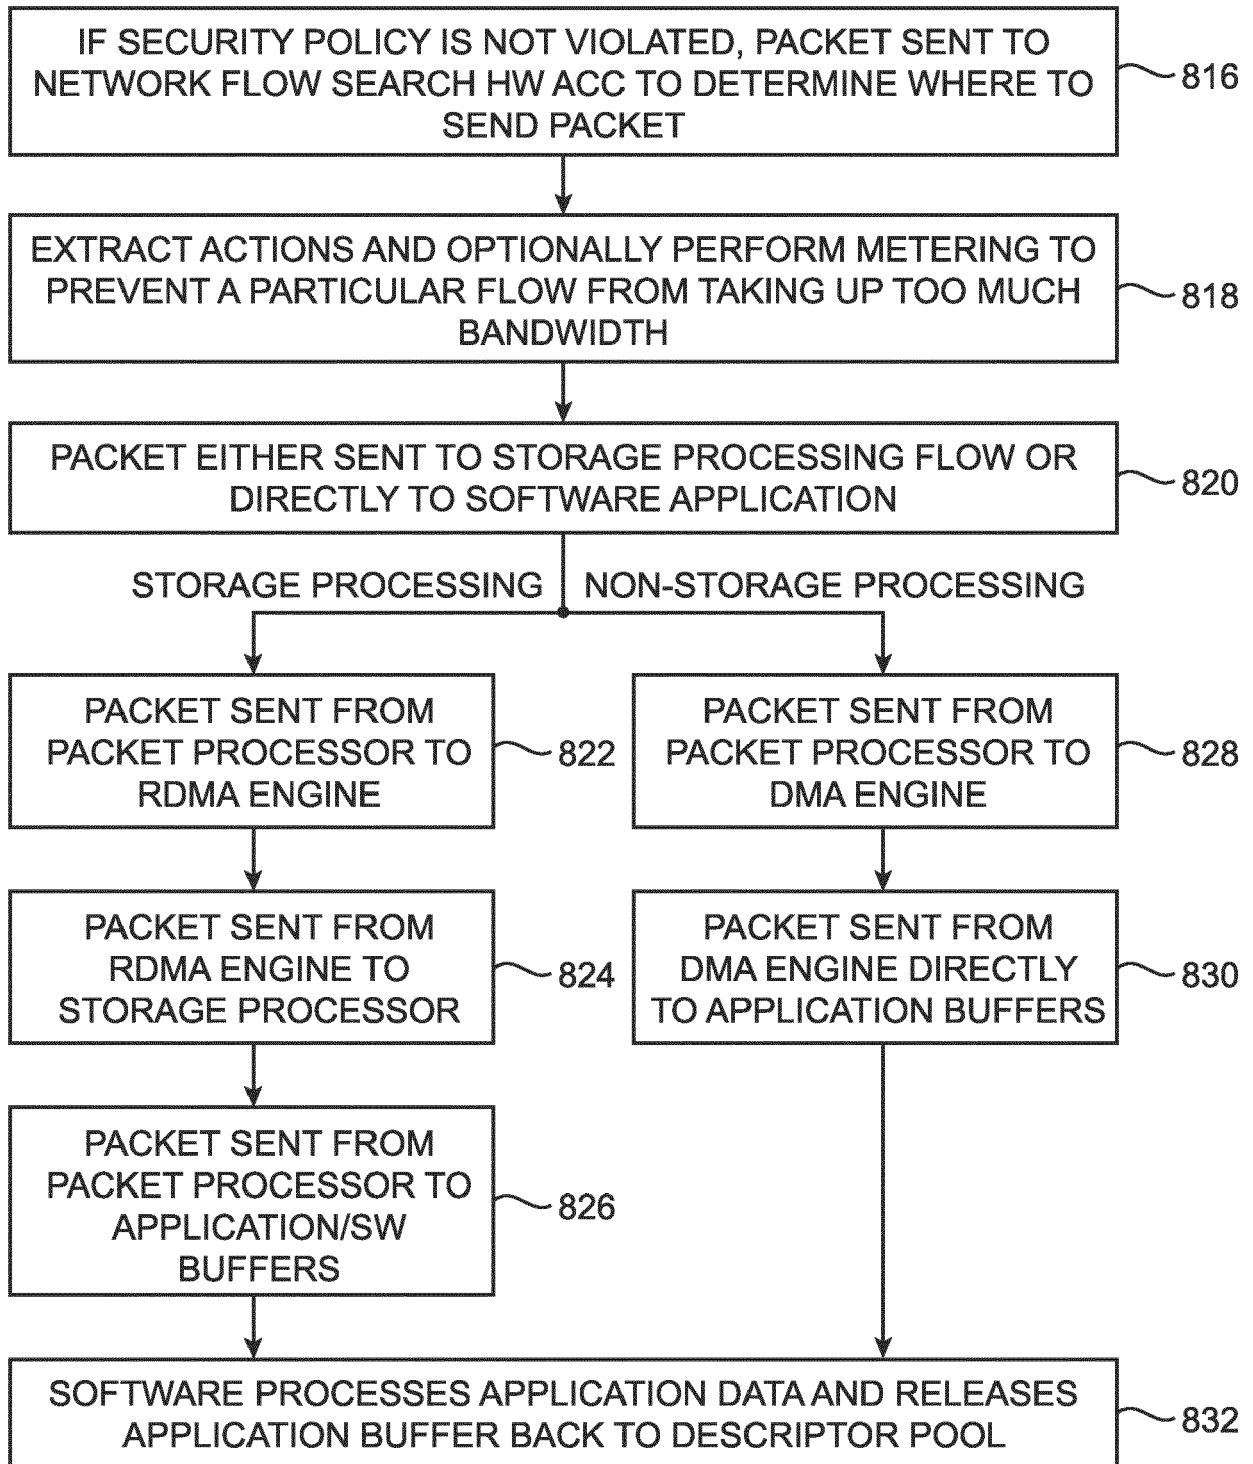 IF SECURITY POLICY IS NOT VIOLATED, PACKET SENT TO
NETWORK FLOW SEARCH HW ACC TO DETERMINE WHERE TO
SEND PACKET
816
EXTRACT ACTIONS AND OPTIONALLY PERFORM METERING TO
PREVENT A PARTICULAR FLOW FROM TAKING UP TOO MUCH
BANDWIDTH
818
PACKET EITHER SENT TO STORAGE PROCESSING FLOW OR
DIRECTLY TO SOFTWARE APPLICATION
820
STORAGE PROCESSING
NON-STORAGE PROCESSING
PACKET SENT FROM
PACKET PROCESSOR TO
RDMA ENGINE
822
PACKET SENT FROM
PACKET PROCESSOR TO
DMA ENGINE
828
PACKET SENT FROM
RDMA ENGINE TO
STORAGE PROCESSOR
824
PACKET SENT FROM
DMA ENGINE DIRECTLY
TO APPLICATION BUFFERS
830
PACKET SENT FROM
PACKET PROCESSOR TO
APPLICATION/SW
BUFFERS
826
SOFTWARE PROCESSES APPLICATION DATA AND RELEASES
APPLICATION BUFFER BACK TO DESCRIPTOR POOL
832